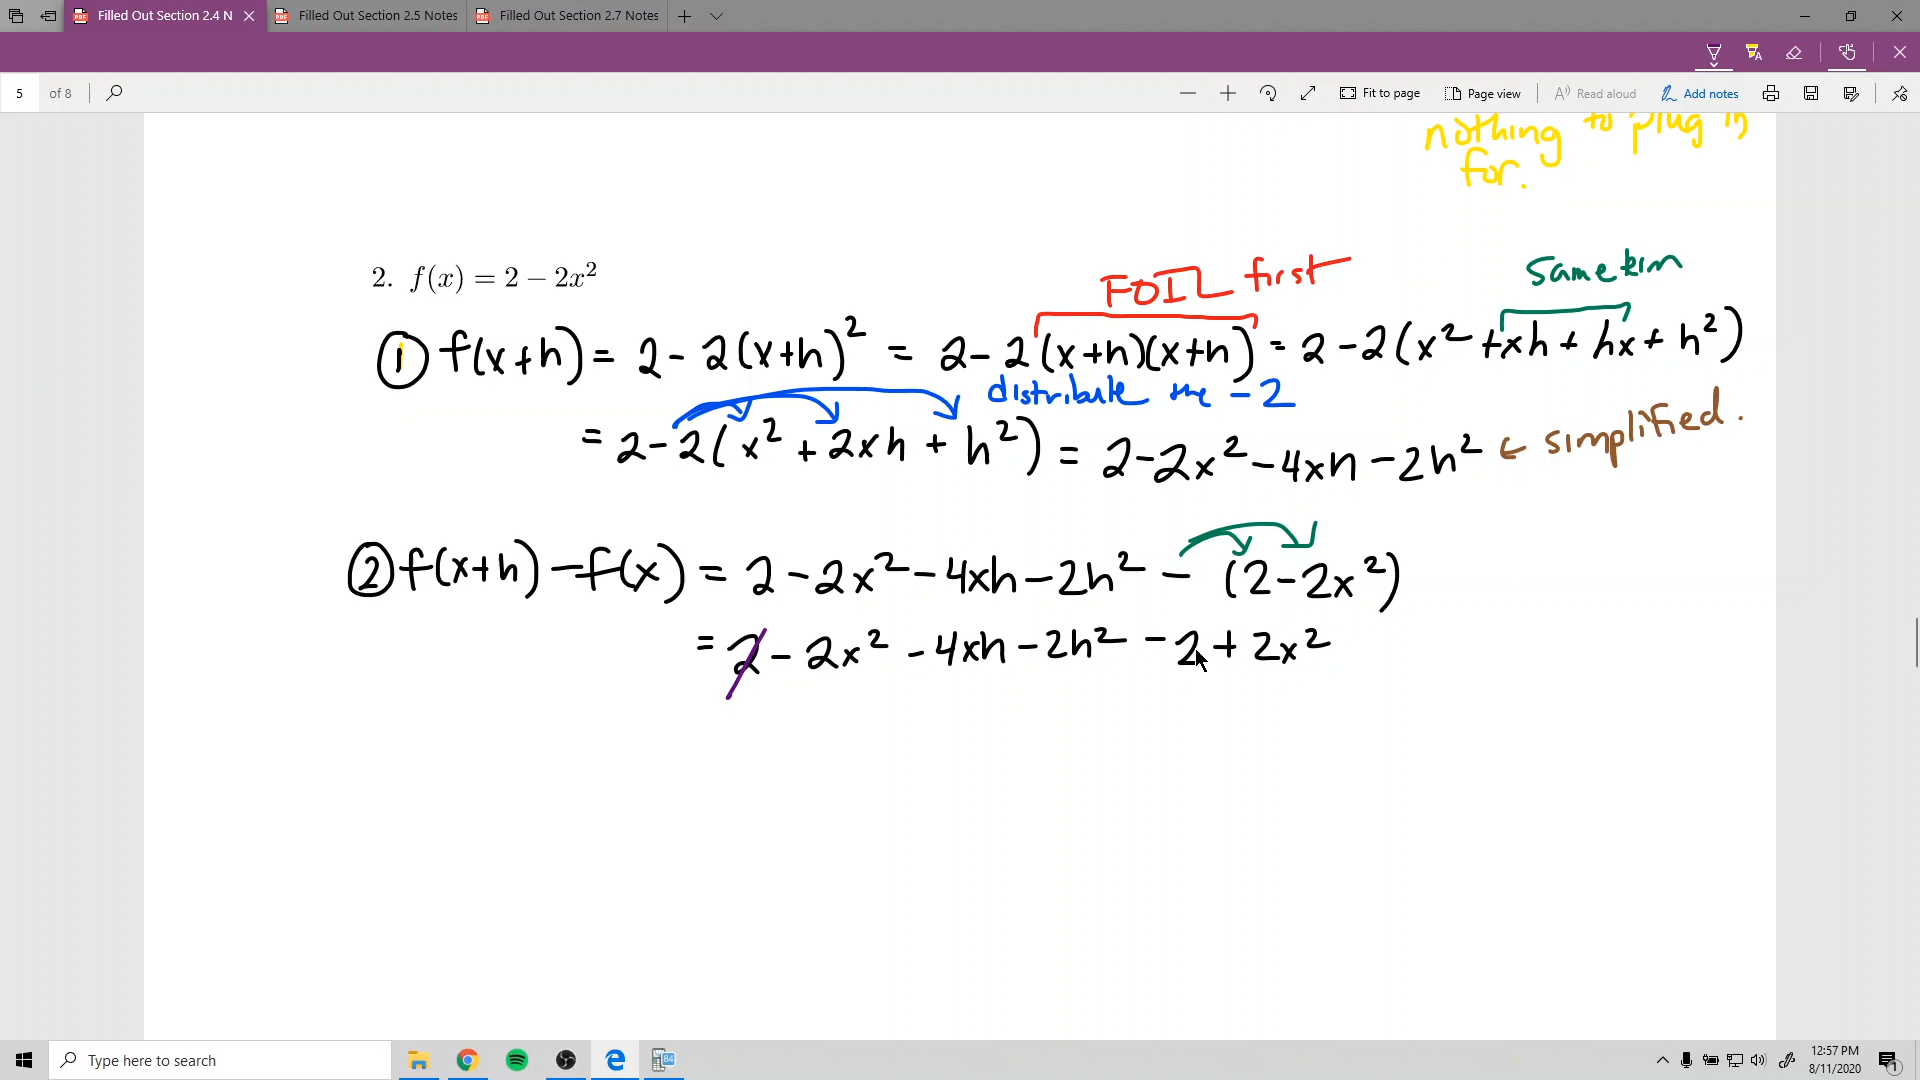 Filled Out Section 2.4 N
Filled Out Section 2.5 Notes
Filled Out Section 2.7 Notes
5 of 8
Fit to page
Page view
Read aloud
Add notes
nothing to plug in
for.
2. f(x) = 2 − 2x²
FOIL first
same term
① f(x+h) = 2 − 2(x+h)² = 2 − 2(x+h)(x+h) = 2 − 2(x² + xh + hx + h²)
distribute the −2
= 2 − 2(x² + 2xh + h²) = 2 − 2x² − 4xh − 2h² ← simplified.
② f(x+h) − f(x) = 2 − 2x² − 4xh − 2h² − (2 − 2x²)
= 2 − 2x² − 4xh − 2h² − 2 + 2x²
Type here to search
84
12:57 PM
8/11/2020
1